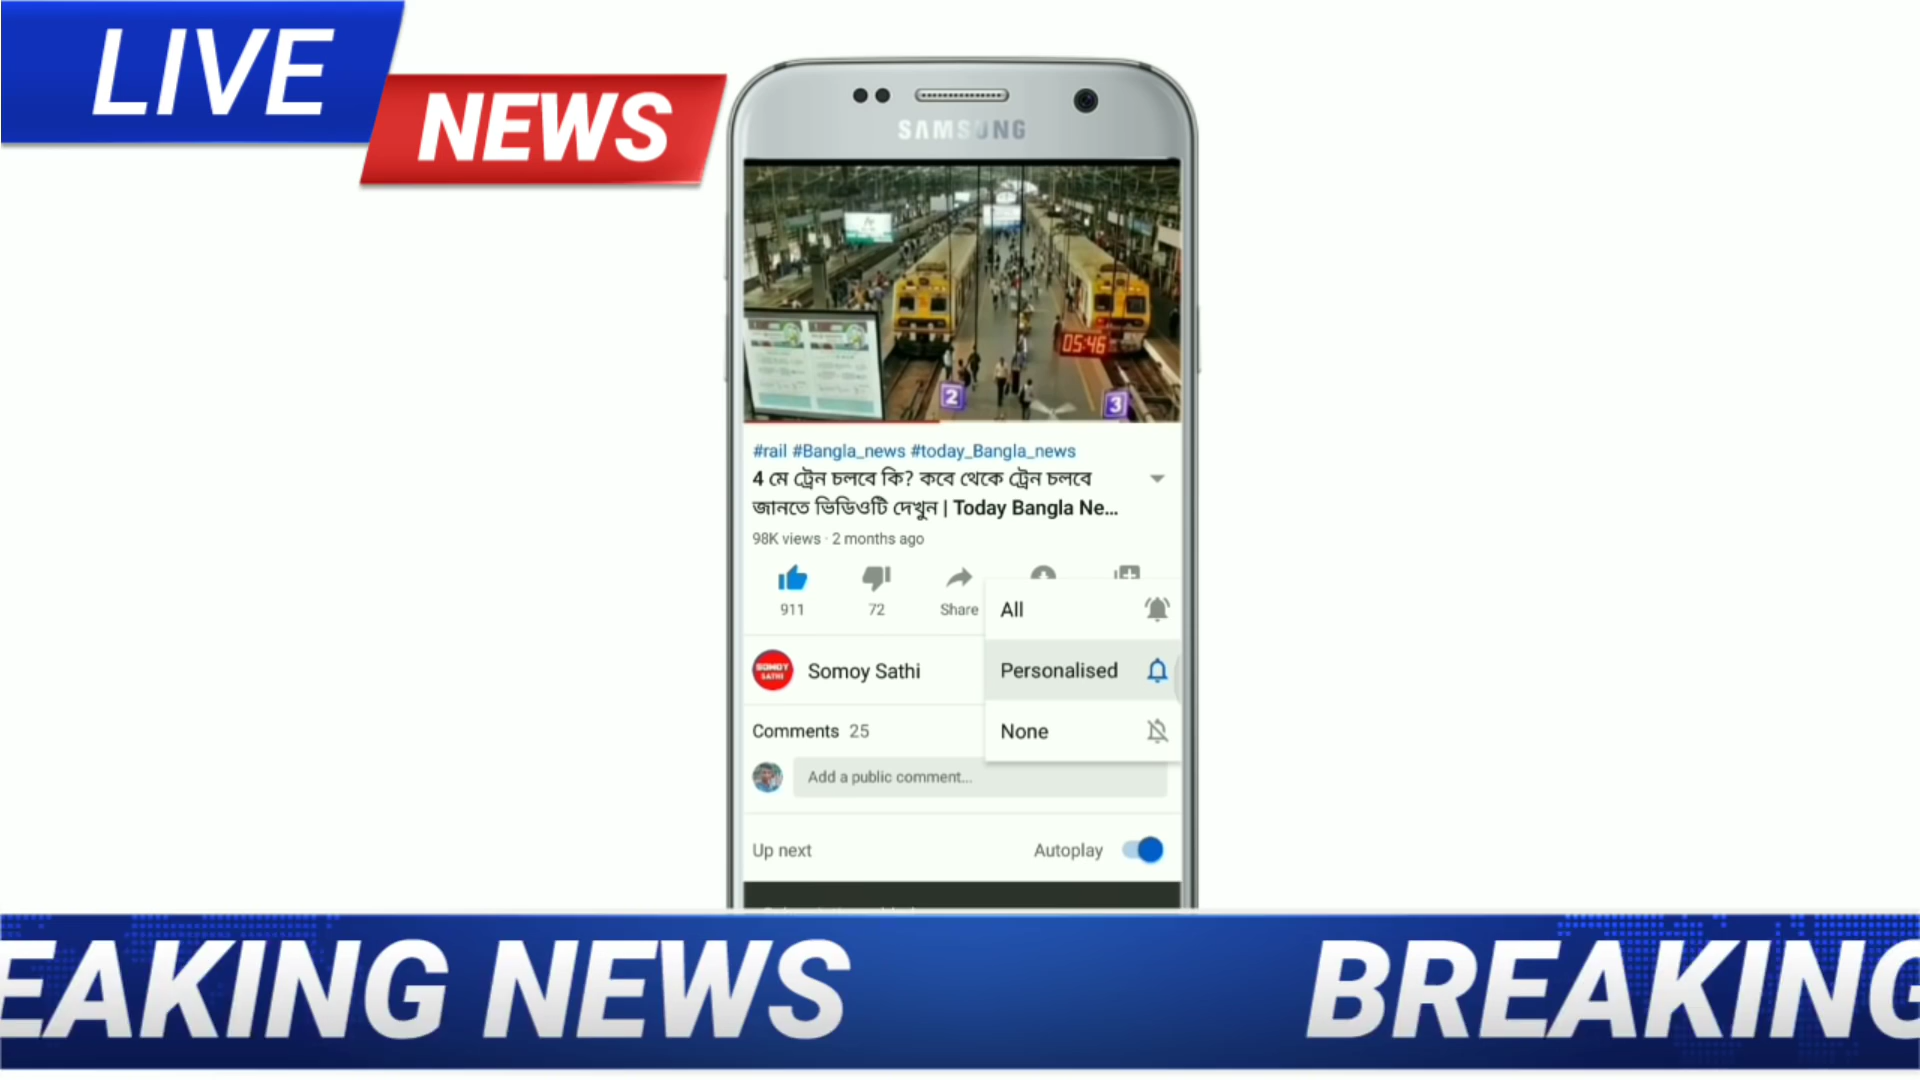 LIVE
NEWS
SAMSUNG
05:46
2
3
#rail #Bangla_news #today_Bangla_news
4 মে ট্রেন চলবে কি? কবে থেকে ট্রেন চলবে
জানতে ভিডিওটি দেখুন | Today Bangla Ne...
98K views · 2 months ago
911
72
Share
All
SOMOY
SATHI
Somoy Sathi
Personalised
Comments 25
None
Add a public comment...
Up next
Autoplay
EAKING NEWS
BREAKING